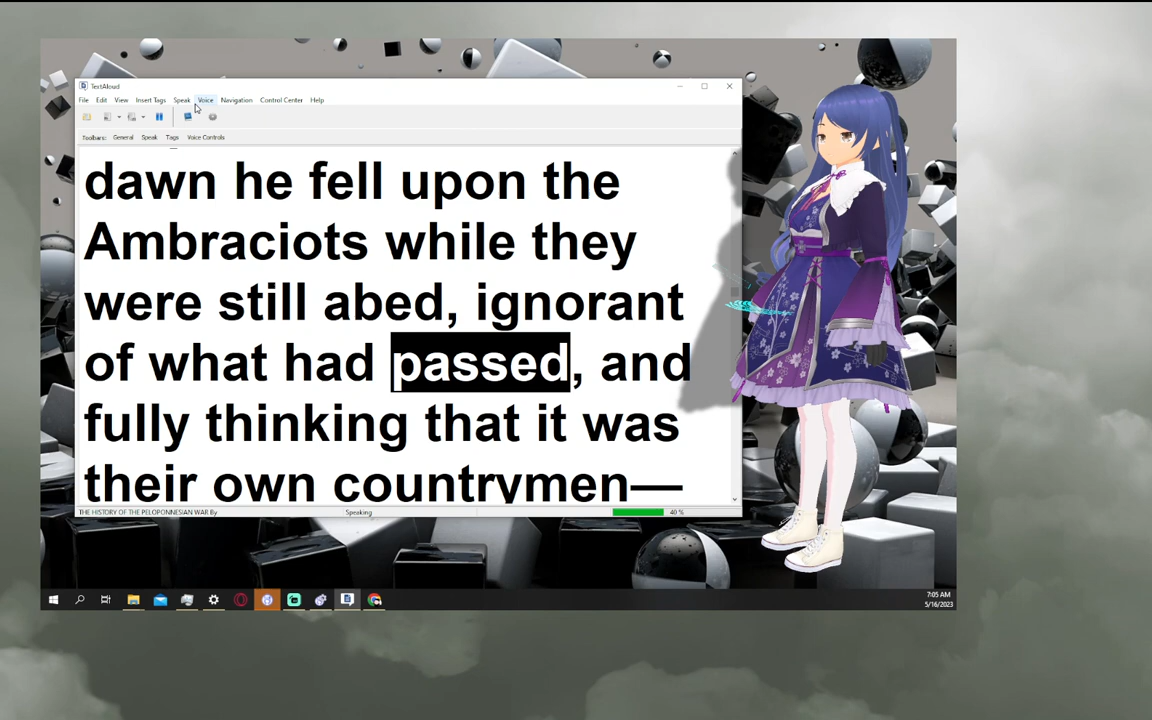 TextAloud
File Edit View Insert Tags Speak Voice Navigation Control Center Help
Toolbars: General Speak Tags Voice Controls
dawn he fell upon the
Ambraciots while they
were still abed, ignorant
of what had passed, and
fully thinking that it was
their own countrymen—
THE HISTORY OF THE PELOPONNESIAN WAR By Speaking 40 %
7:05 AM
5/16/2023